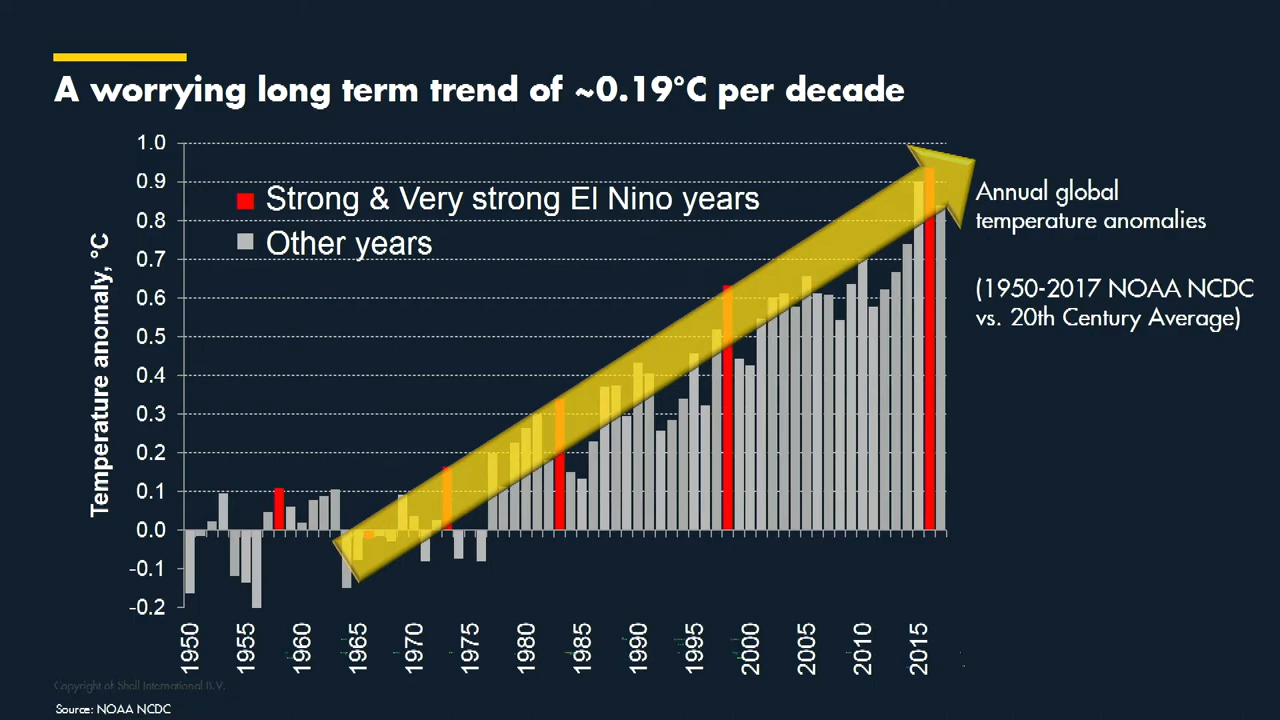 A worrying long term trend of ~0.19°C per decade
1.0
0.9
0.8
0.7
0.6
0.5
0.4
0.3
0.2
0.1
0.0
-0.1
-0.2
Temperature anomaly, °C
Strong & Very strong El Nino years
Other years
Annual global
temperature anomalies
(1950-2017 NOAA NCDC
vs. 20th Century Average)
1950
1955
1960
1965
1970
1975
1980
1985
1990
1995
2000
2005
2010
2015
Copyright of Shell International B.V.
Source: NOAA NCDC